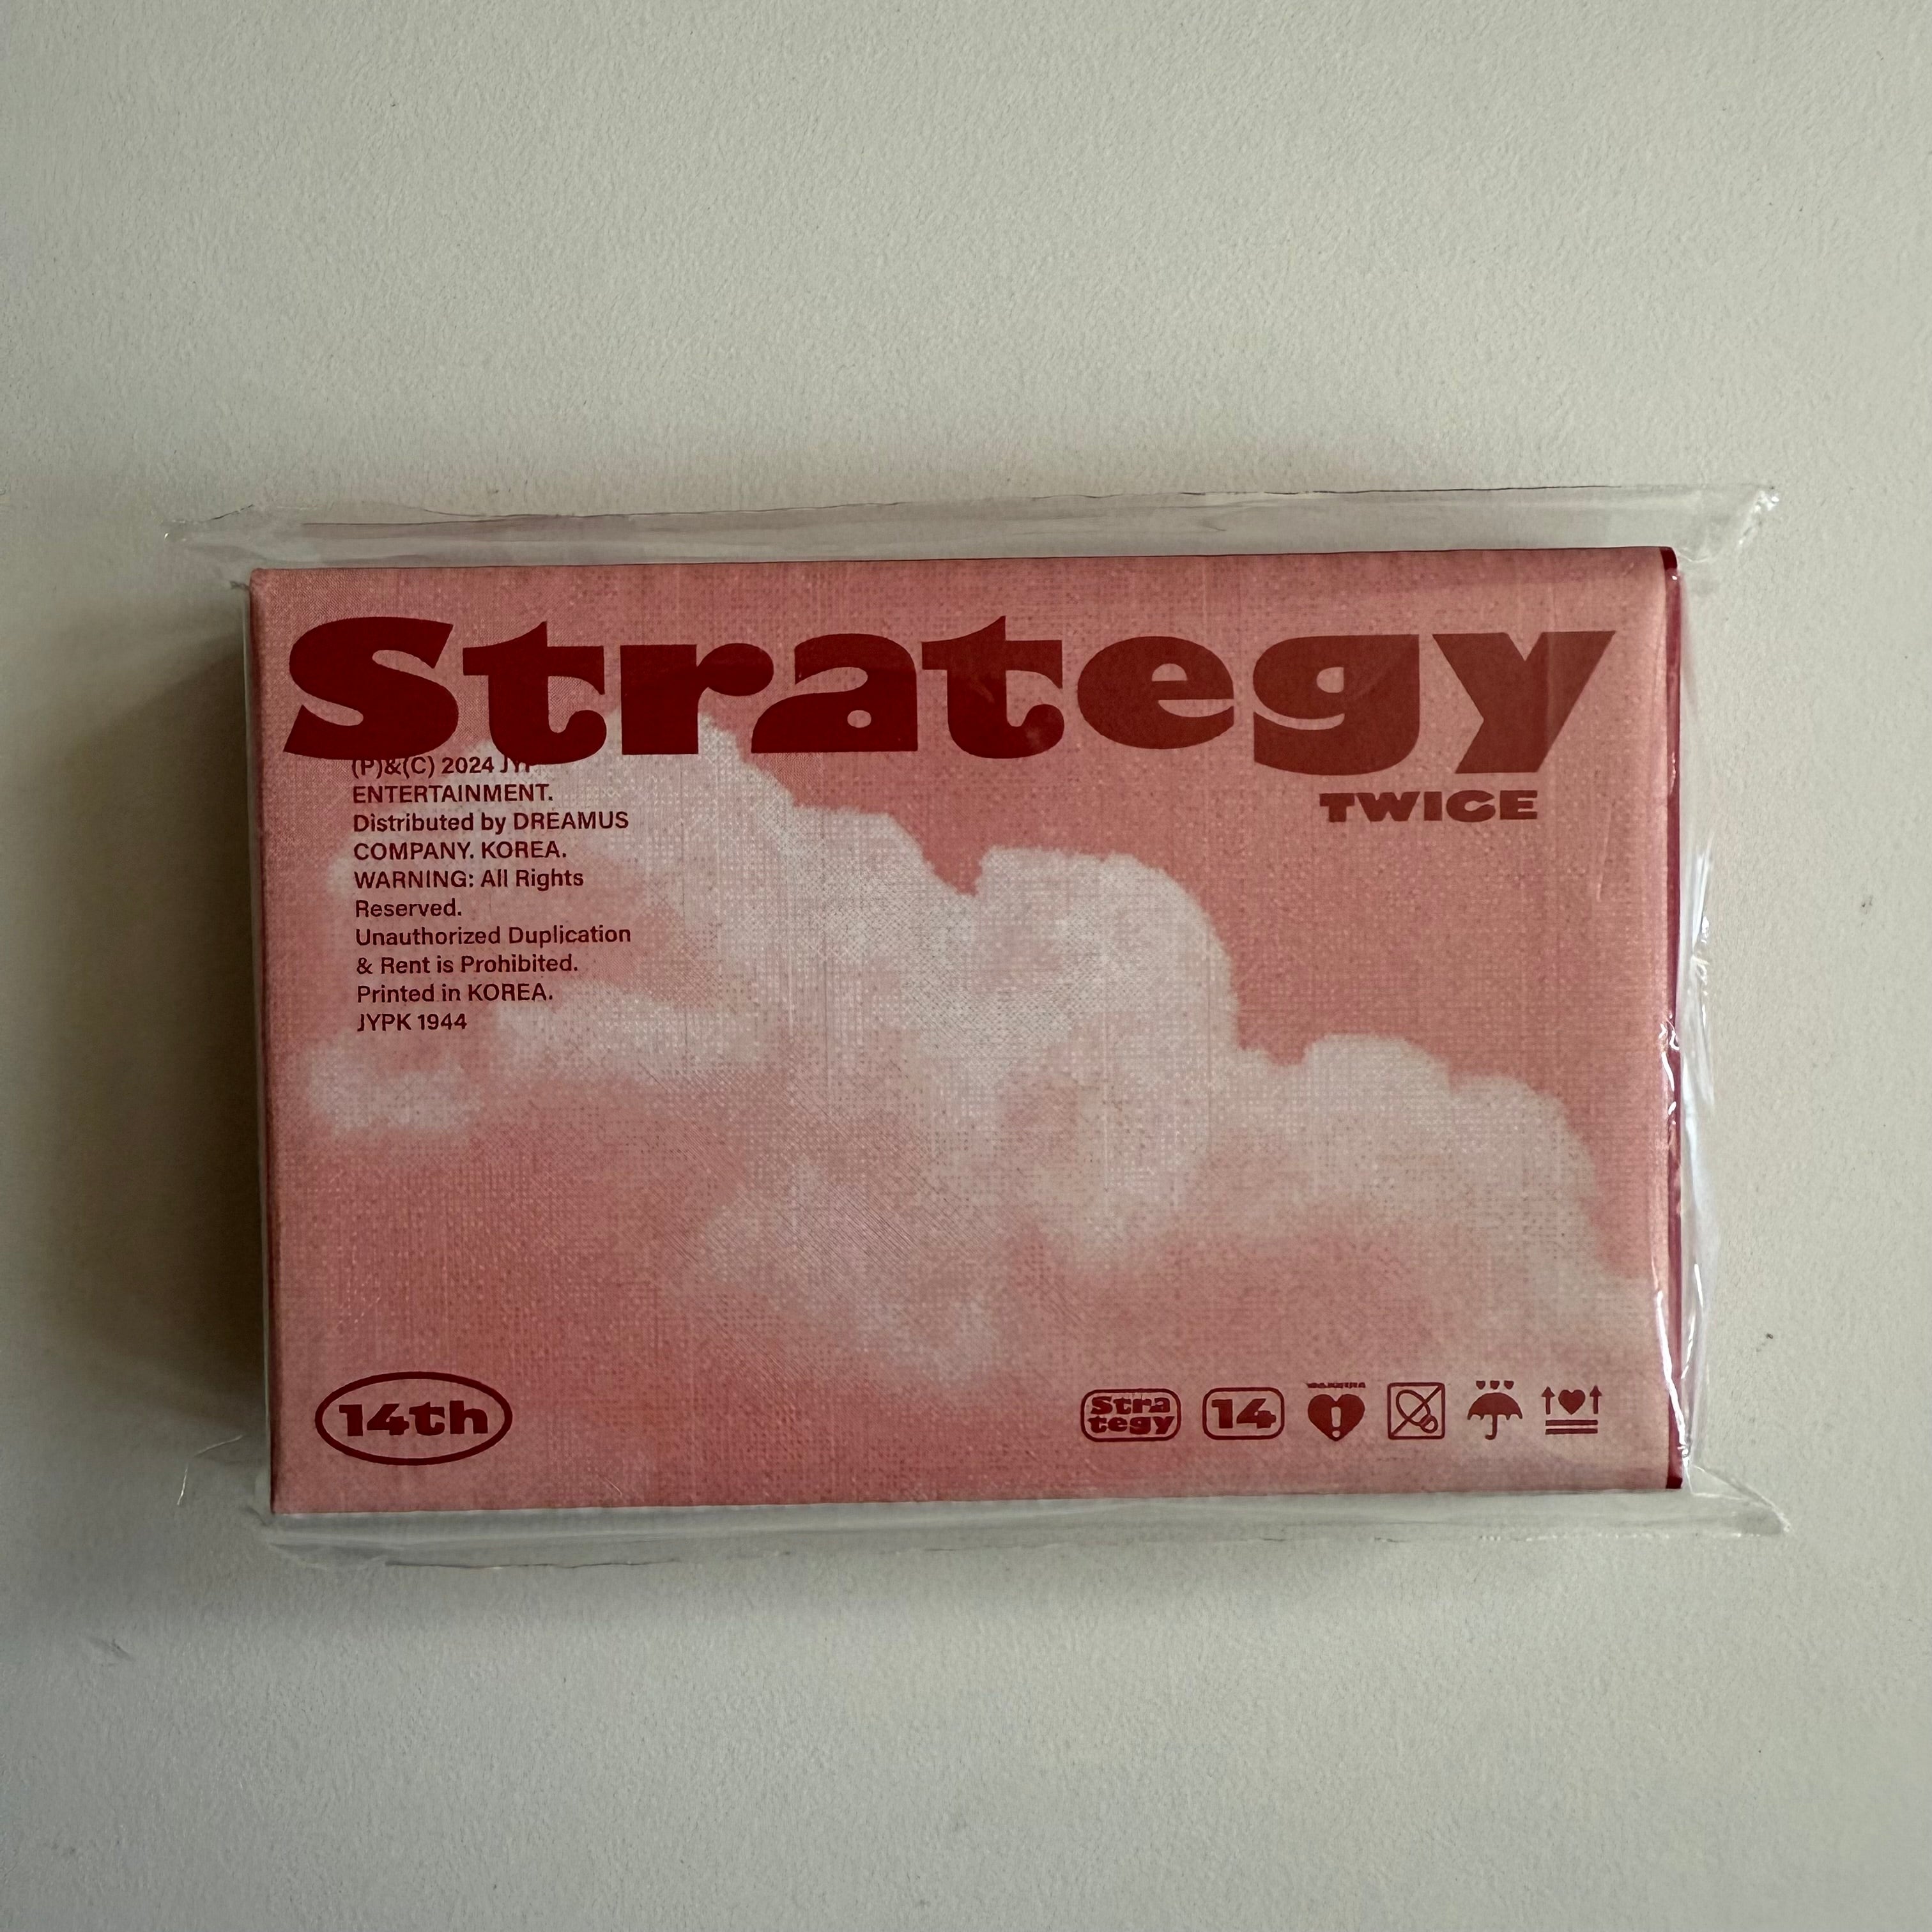 Strategy
TWICE
(P)&(C) 2024 JYP
ENTERTAINMENT.
Distributed by DREAMUS
COMPANY. KOREA.
WARNING: All Rights
Reserved.
Unauthorized Duplication
& Rent is Prohibited.
Printed in KOREA.
JYPK 1944
14th
Stra
tegy
14